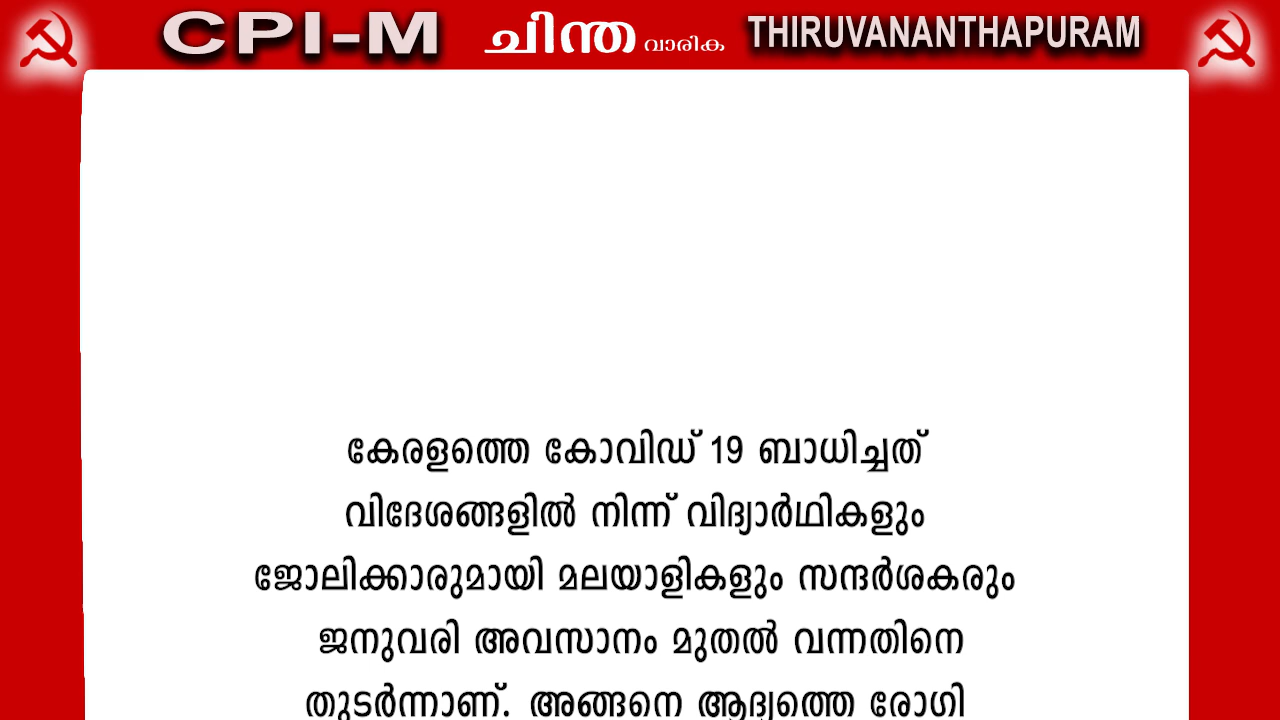 CPI-M ചിന്ത വാരിക THIRUVANANTHAPURAM
കേരളത്തെ കോവിഡ് 19 ബാധിച്ചത്
വിദേശങ്ങളിൽ നിന്ന് വിദ്യാർഥികളും
ജോലിക്കാരുമായി മലയാളികളും സന്ദർശകരും
ജനുവരി അവസാനം മുതൽ വന്നതിനെ
തുടർന്നാണ്. അങ്ങനെ ആദ്യത്തെ രോഗി